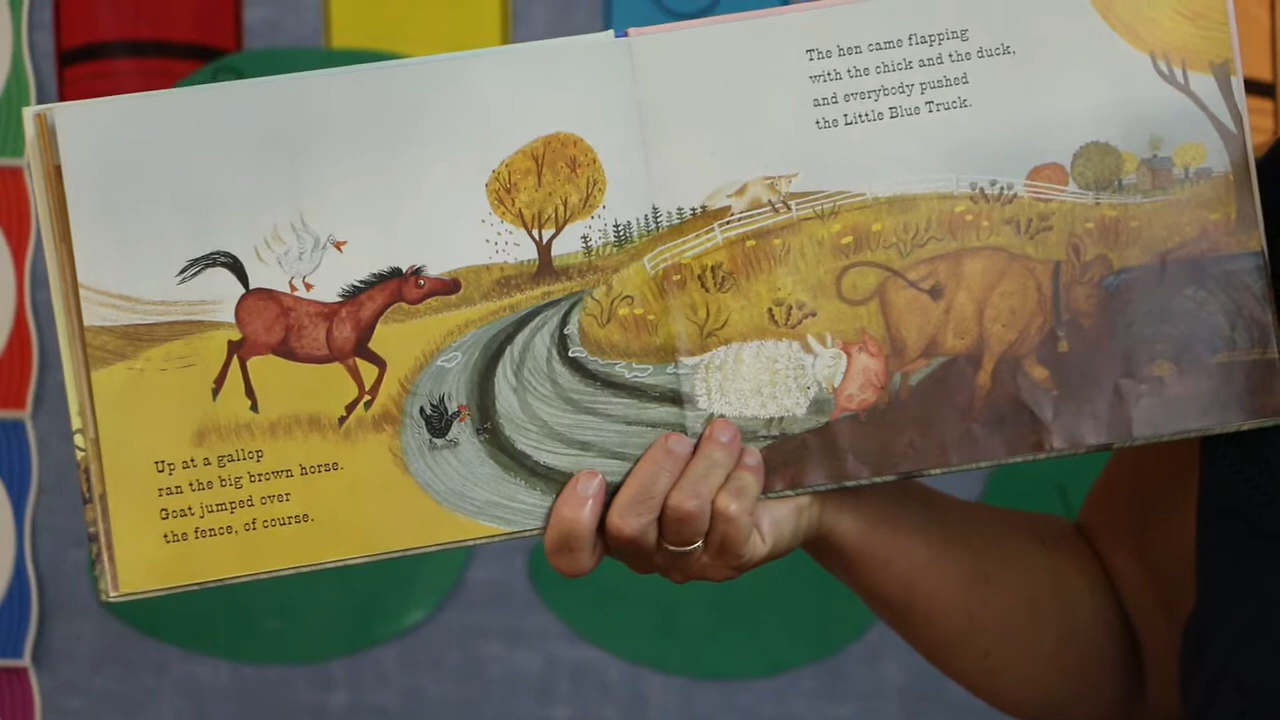 Up at a gallop
ran the big brown horse.
Goat jumped over
the fence, of course.
The hen came flapping
with the chick and the duck,
and everybody pushed
the Little Blue Truck.